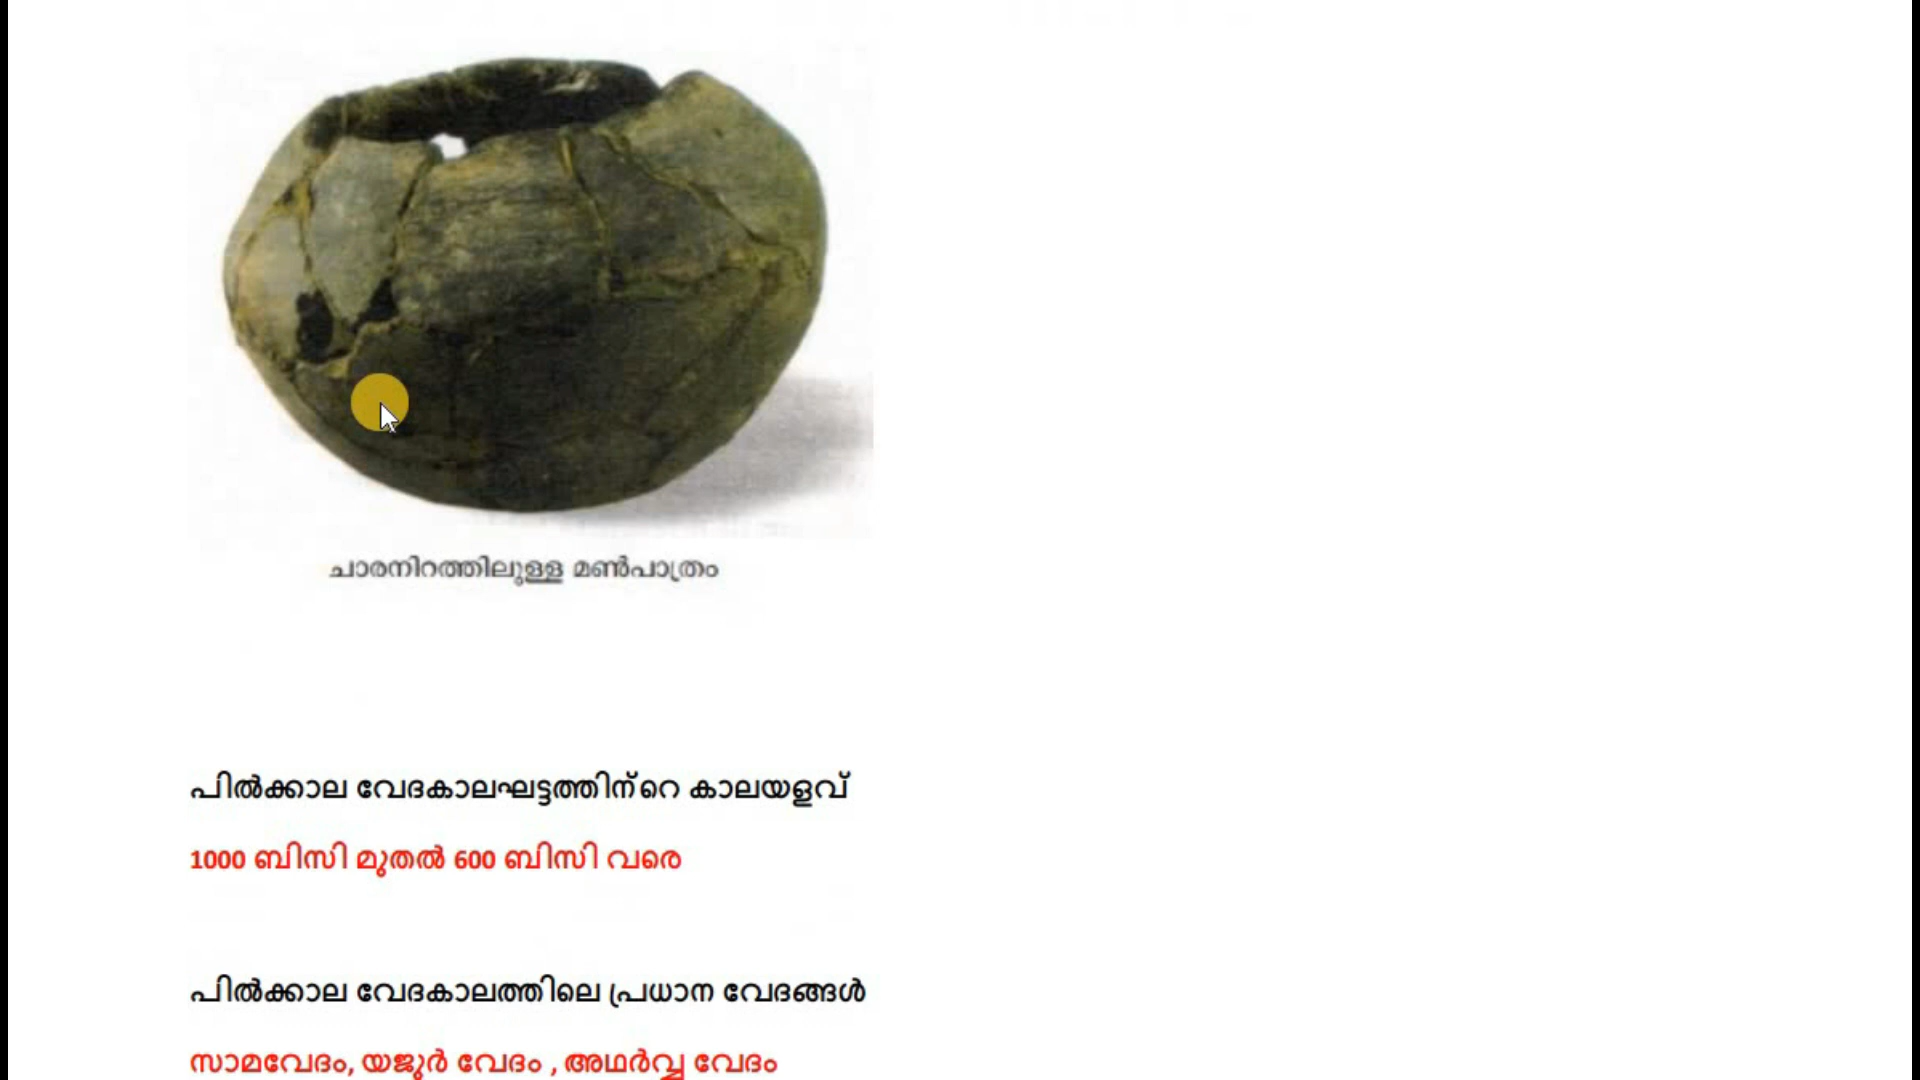 ചാരനിറത്തിലുള്ള മൺപാത്രം
പിൽക്കാല വേദകാലഘട്ടത്തിന്റെ കാലയളവ്
1000 ബിസി മുതൽ 600 ബിസി വരെ
പിൽക്കാല വേദകാലത്തിലെ പ്രധാന വേദങ്ങൾ
സാമവേദം, യജുർ വേദം , അഥർവ്വ വേദം